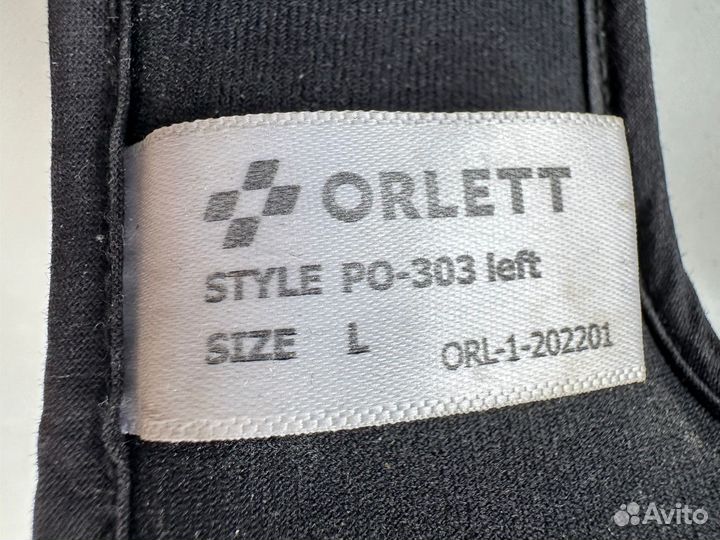 ORLETT
STYLE PO-303 left
SIZE L ORL-1-202201
Avito